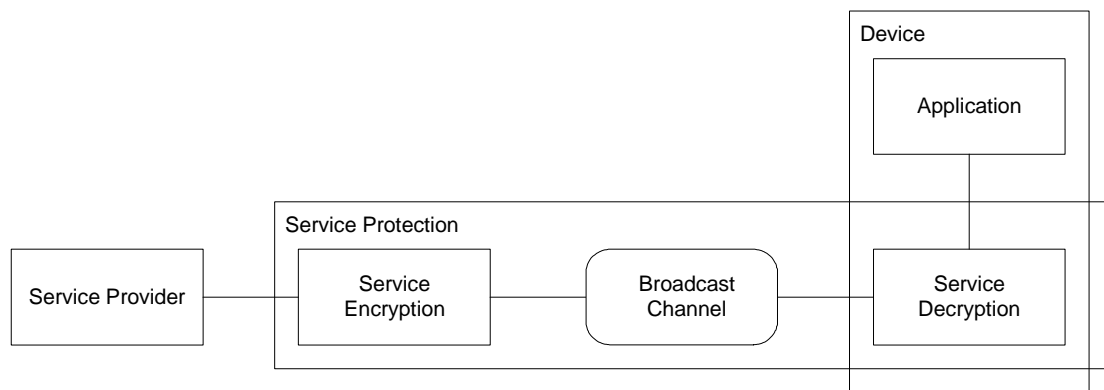 Device
Application
Service Protection
Service Provider
Service
Encryption
Broadcast
Channel
Service
Decryption